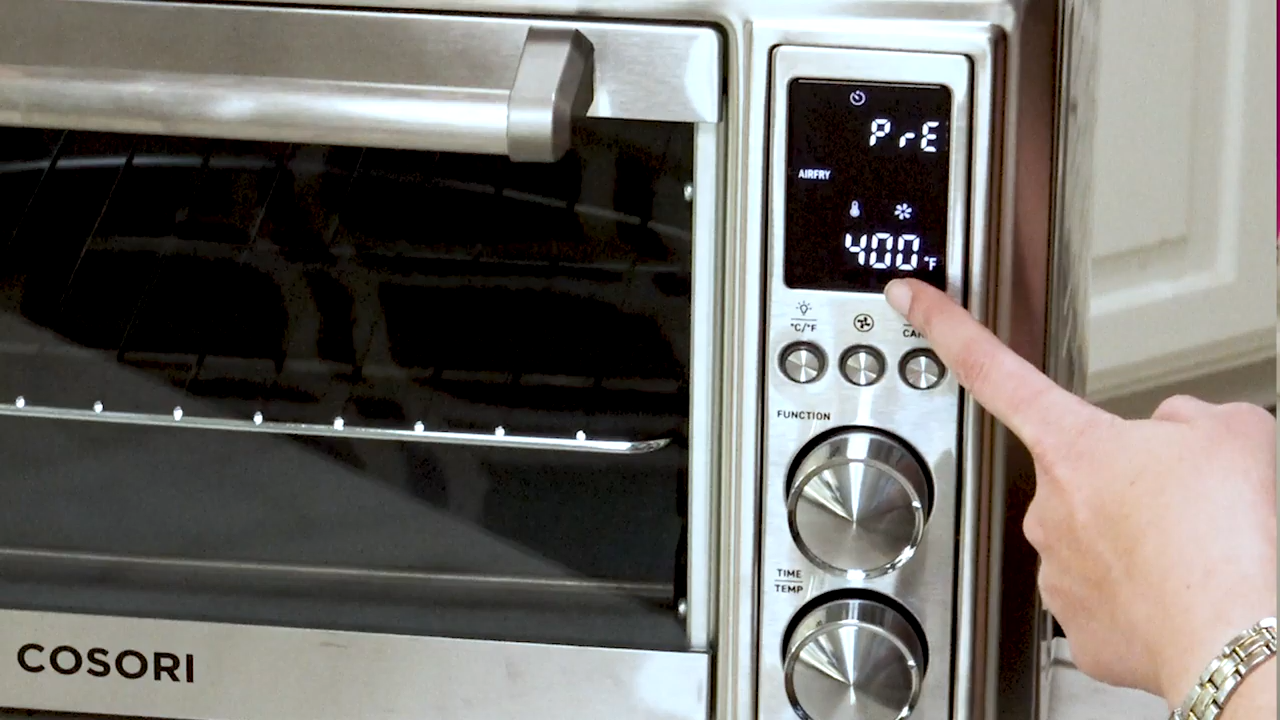 PrE
AIRFRY
400°F
°C/°F
FUNCTION
TIME
TEMP
COSORI